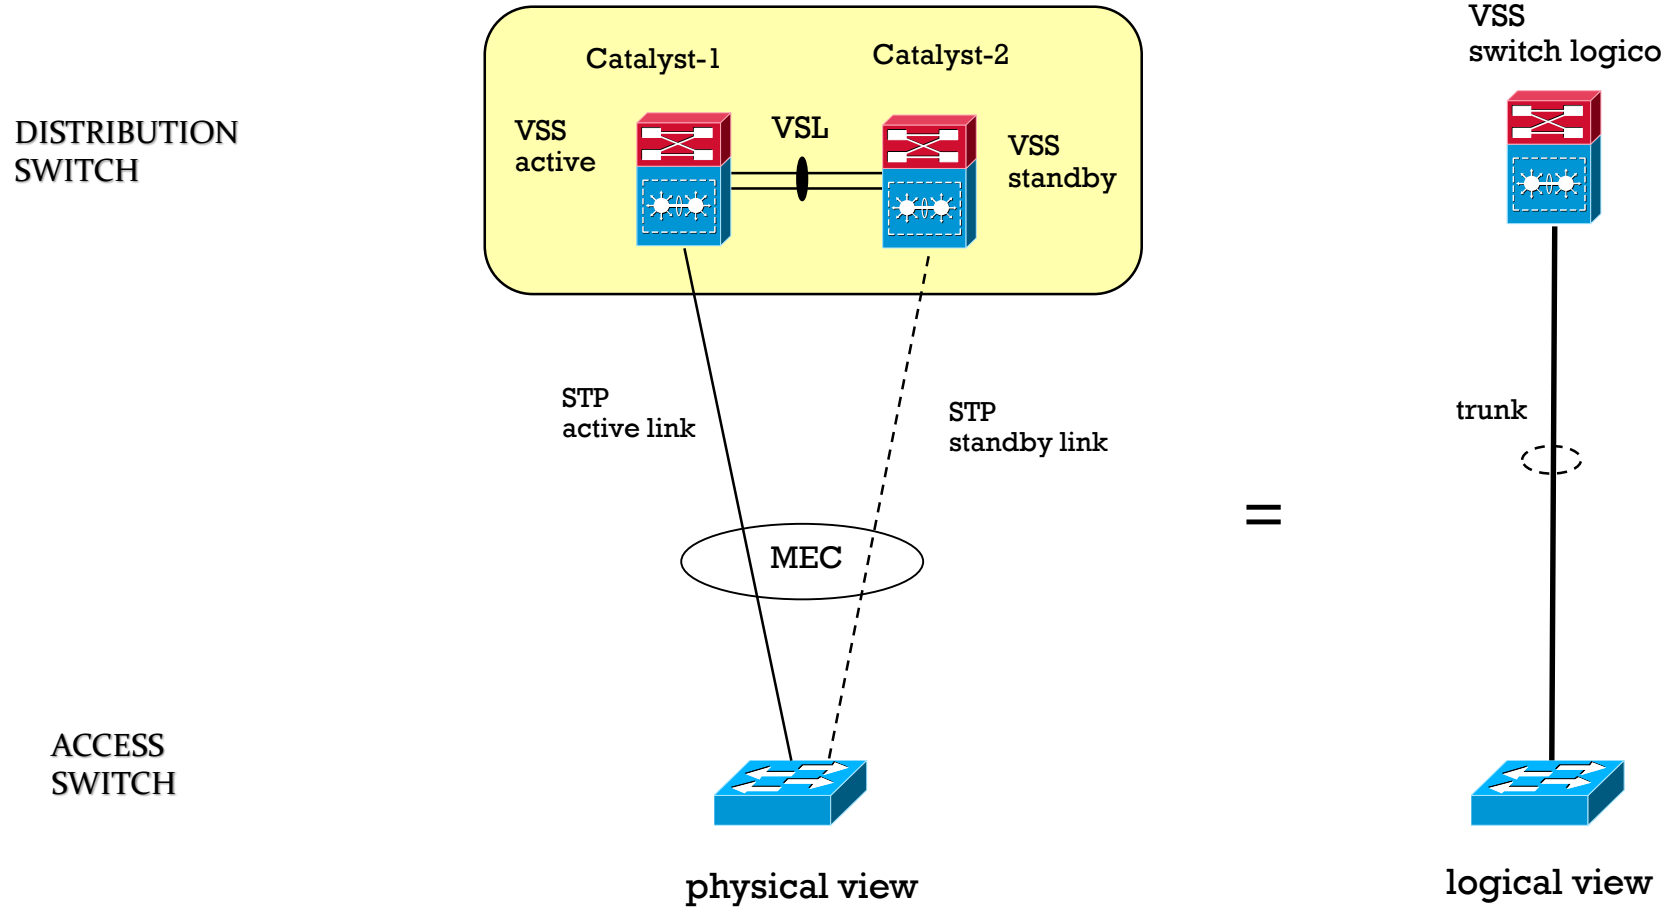 VSS
switch logico
Catalyst-1
Catalyst-2
DISTRIBUTION
SWITCH
VSS
active
VSL
VSS
standby
STP
active link
STP
standby link
trunk
=
MEC
ACCESS
SWITCH
physical view
logical view